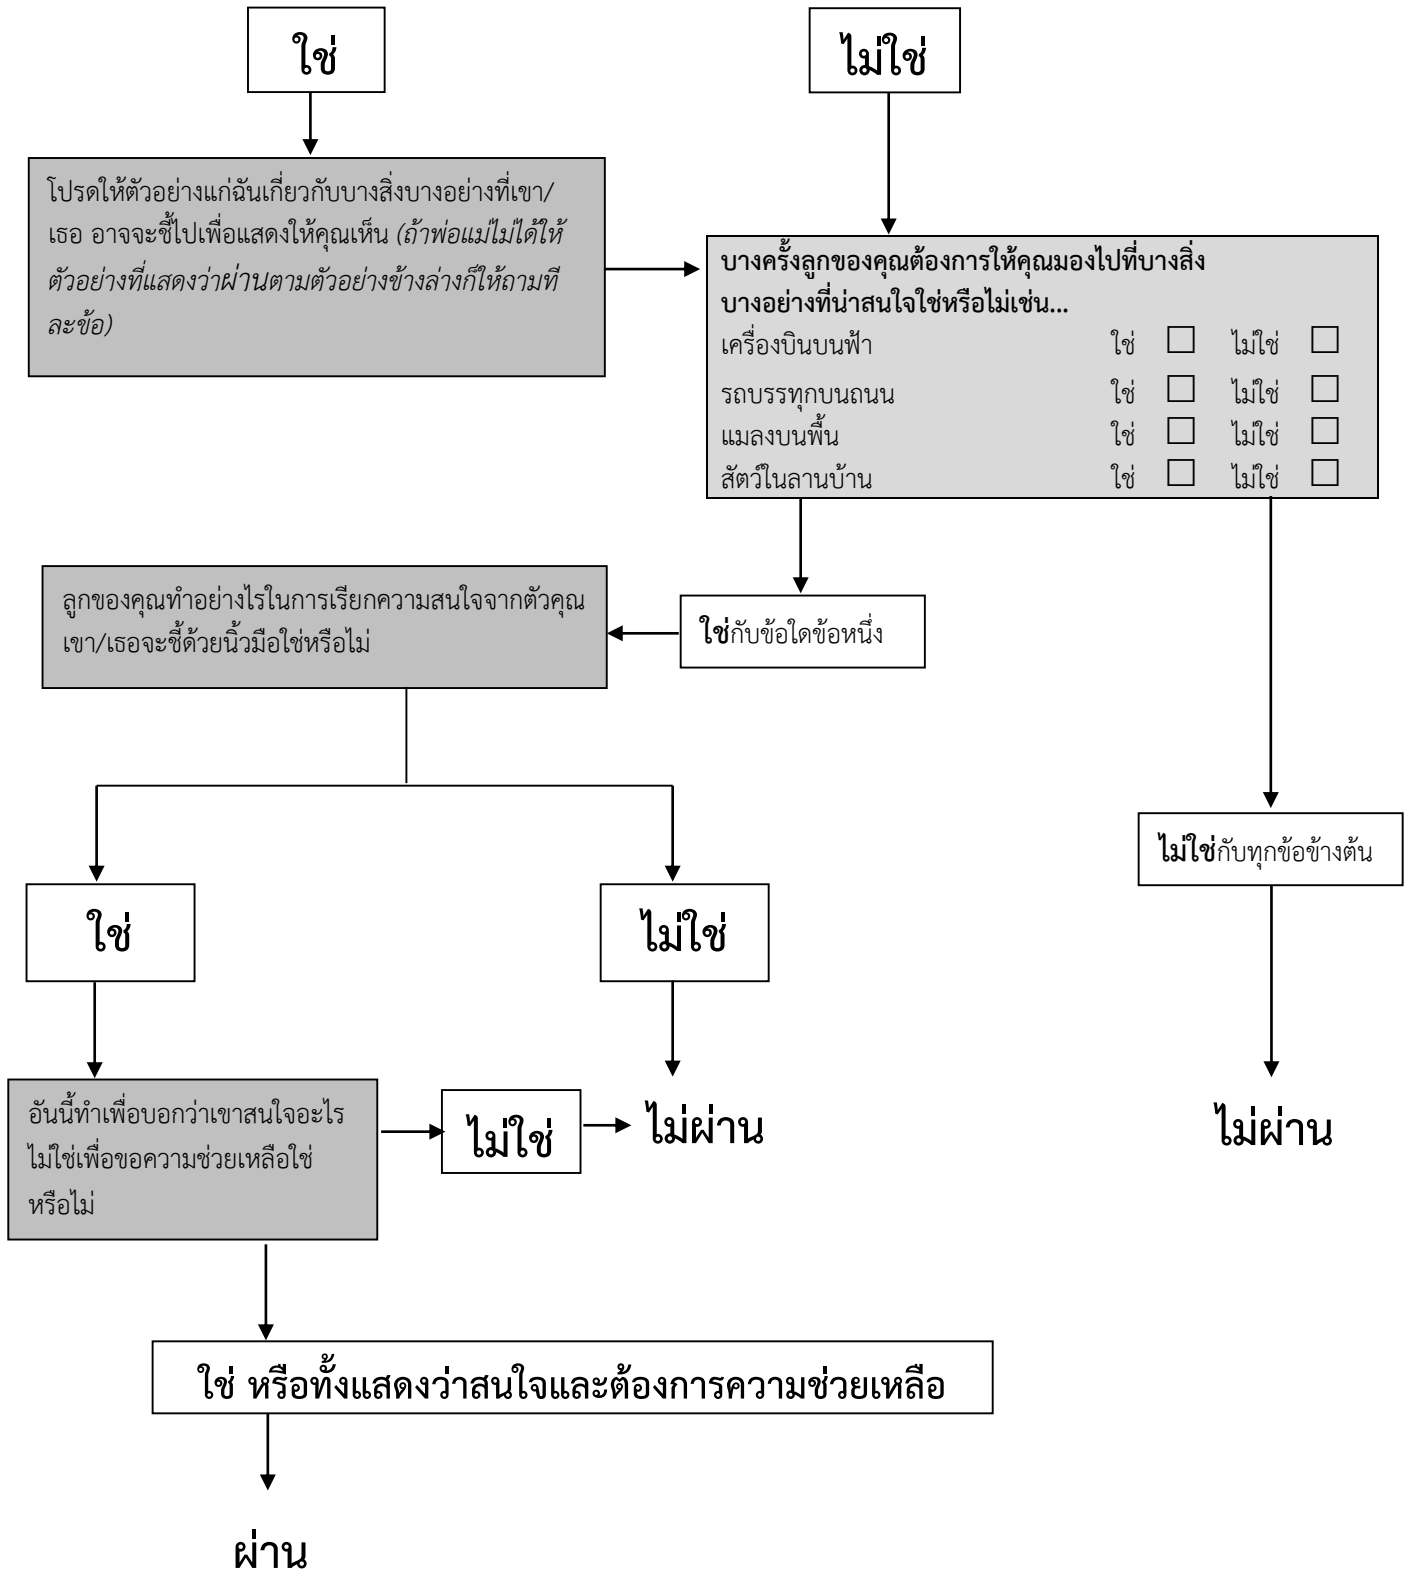 ใช่
ไม่ใช่
โปรดให้ตัวอย่างแก่ฉันเกี่ยวกับบางสิ่งบางอย่างที่เขา/
เธอ อาจจะชี้ไปเพื่อแสดงให้คุณเห็น (ถ้าพ่อแม่ไม่ได้ให้
ตัวอย่างที่แสดงว่าผ่านตามตัวอย่างข้างล่างก็ให้ถามที
ละข้อ)
บางครั้งลูกของคุณต้องการให้คุณมองไปที่บางสิ่ง
บางอย่างที่น่าสนใจใช่หรือไม่เช่น...
เครื่องบินบนฟ้า ใช่ ☐ ไม่ใช่ ☐
รถบรรทุกบนถนน ใช่ ☐ ไม่ใช่ ☐
แมลงบนพื้น ใช่ ☐ ไม่ใช่ ☐
สัตว์ในลานบ้าน ใช่ ☐ ไม่ใช่ ☐
ลูกของคุณทำอย่างไรในการเรียกความสนใจจากตัวคุณ
เขา/เธอจะชี้ด้วยนิ้วมือใช่หรือไม่
ใช่กับข้อใดข้อหนึ่ง
ไม่ใช่กับทุกข้อข้างต้น
ใช่
ไม่ใช่
อันนี้ทำเพื่อบอกว่าเขาสนใจอะไร
ไม่ใช่เพื่อขอความช่วยเหลือใช่
หรือไม่
ไม่ใช่
ไม่ผ่าน
ไม่ผ่าน
ใช่ หรือทั้งแสดงว่าสนใจและต้องการความช่วยเหลือ
ผ่าน